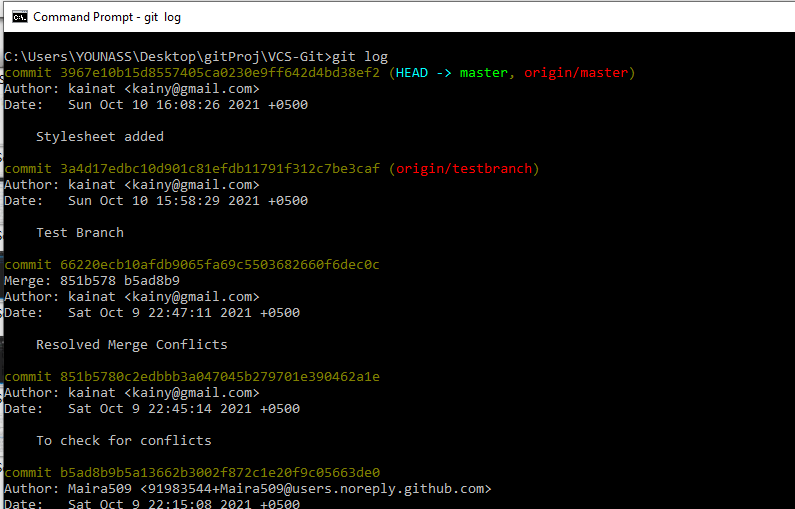 Command Prompt - git  log
C:\Users\YOUNASS\Desktop\gitProj\VCS-Git>git log
commit 3967e10b15d8557405ca0230e9ff642d4bd38ef2 (HEAD -> master, origin/master)
Author: kainat <kainy@gmail.com>
Date:   Sun Oct 10 16:08:26 2021 +0500
Stylesheet added
commit 3a4d17edbc10d901c81efdb11791f312c7be3caf (origin/testbranch)
Author: kainat <kainy@gmail.com>
Date:   Sun Oct 10 15:58:29 2021 +0500
Test Branch
commit 66220ecb10afdb9065fa69c5503682660f6dec0c
Merge: 851b578 b5ad8b9
Author: kainat <kainy@gmail.com>
Date:   Sat Oct 9 22:47:11 2021 +0500
Resolved Merge Conflicts
commit 851b5780c2edbbb3a047045b279701e390462a1e
Author: kainat <kainy@gmail.com>
Date:   Sat Oct 9 22:45:14 2021 +0500
To check for conflicts
commit b5ad8b9b5a13662b3002f872c1e20f9c05663de0
Author: Maira509 <91983544+Maira509@users.noreply.github.com>
Date:   Sat Oct 9 22:15:08 2021 +0500